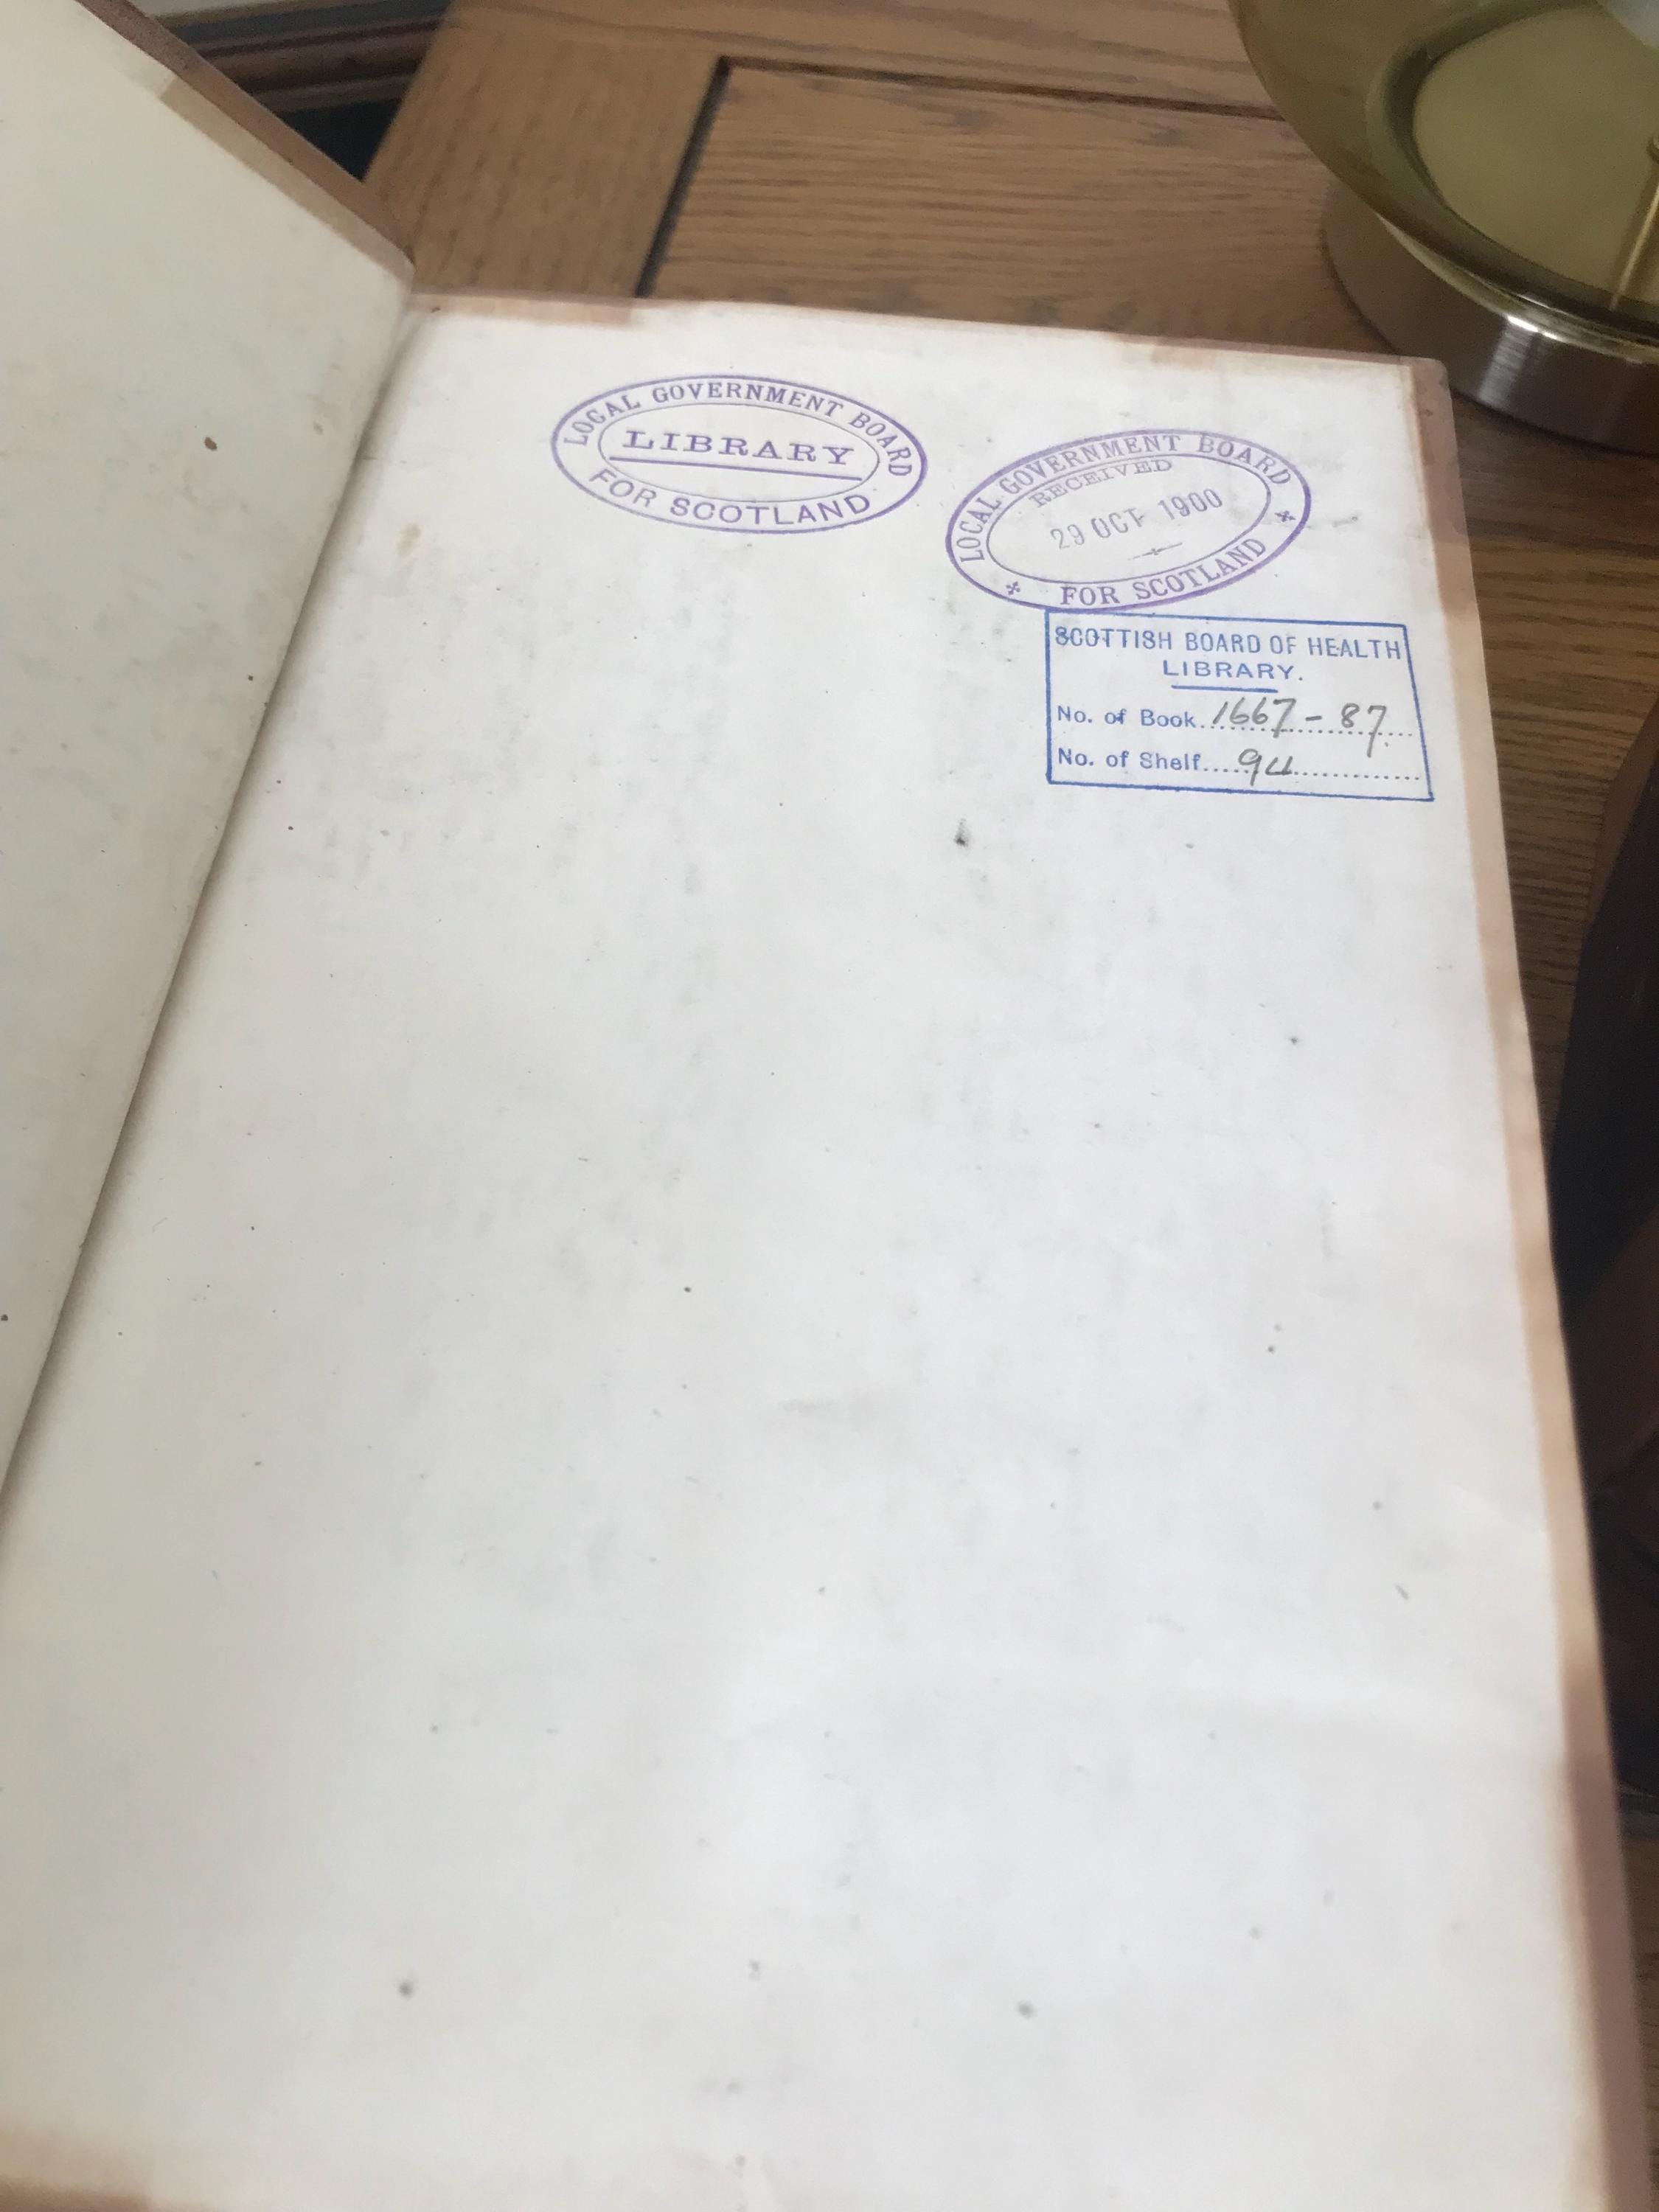 LOCAL GOVERNMENT BOARD
LIBRARY
FOR SCOTLAND
LOCAL GOVERNMENT BOARD
RECEIVED
29 OCT 1900
FOR SCOTLAND
SCOTTISH BOARD OF HEALTH
LIBRARY.
No. of Book 1667-87.
No. of Shelf 94